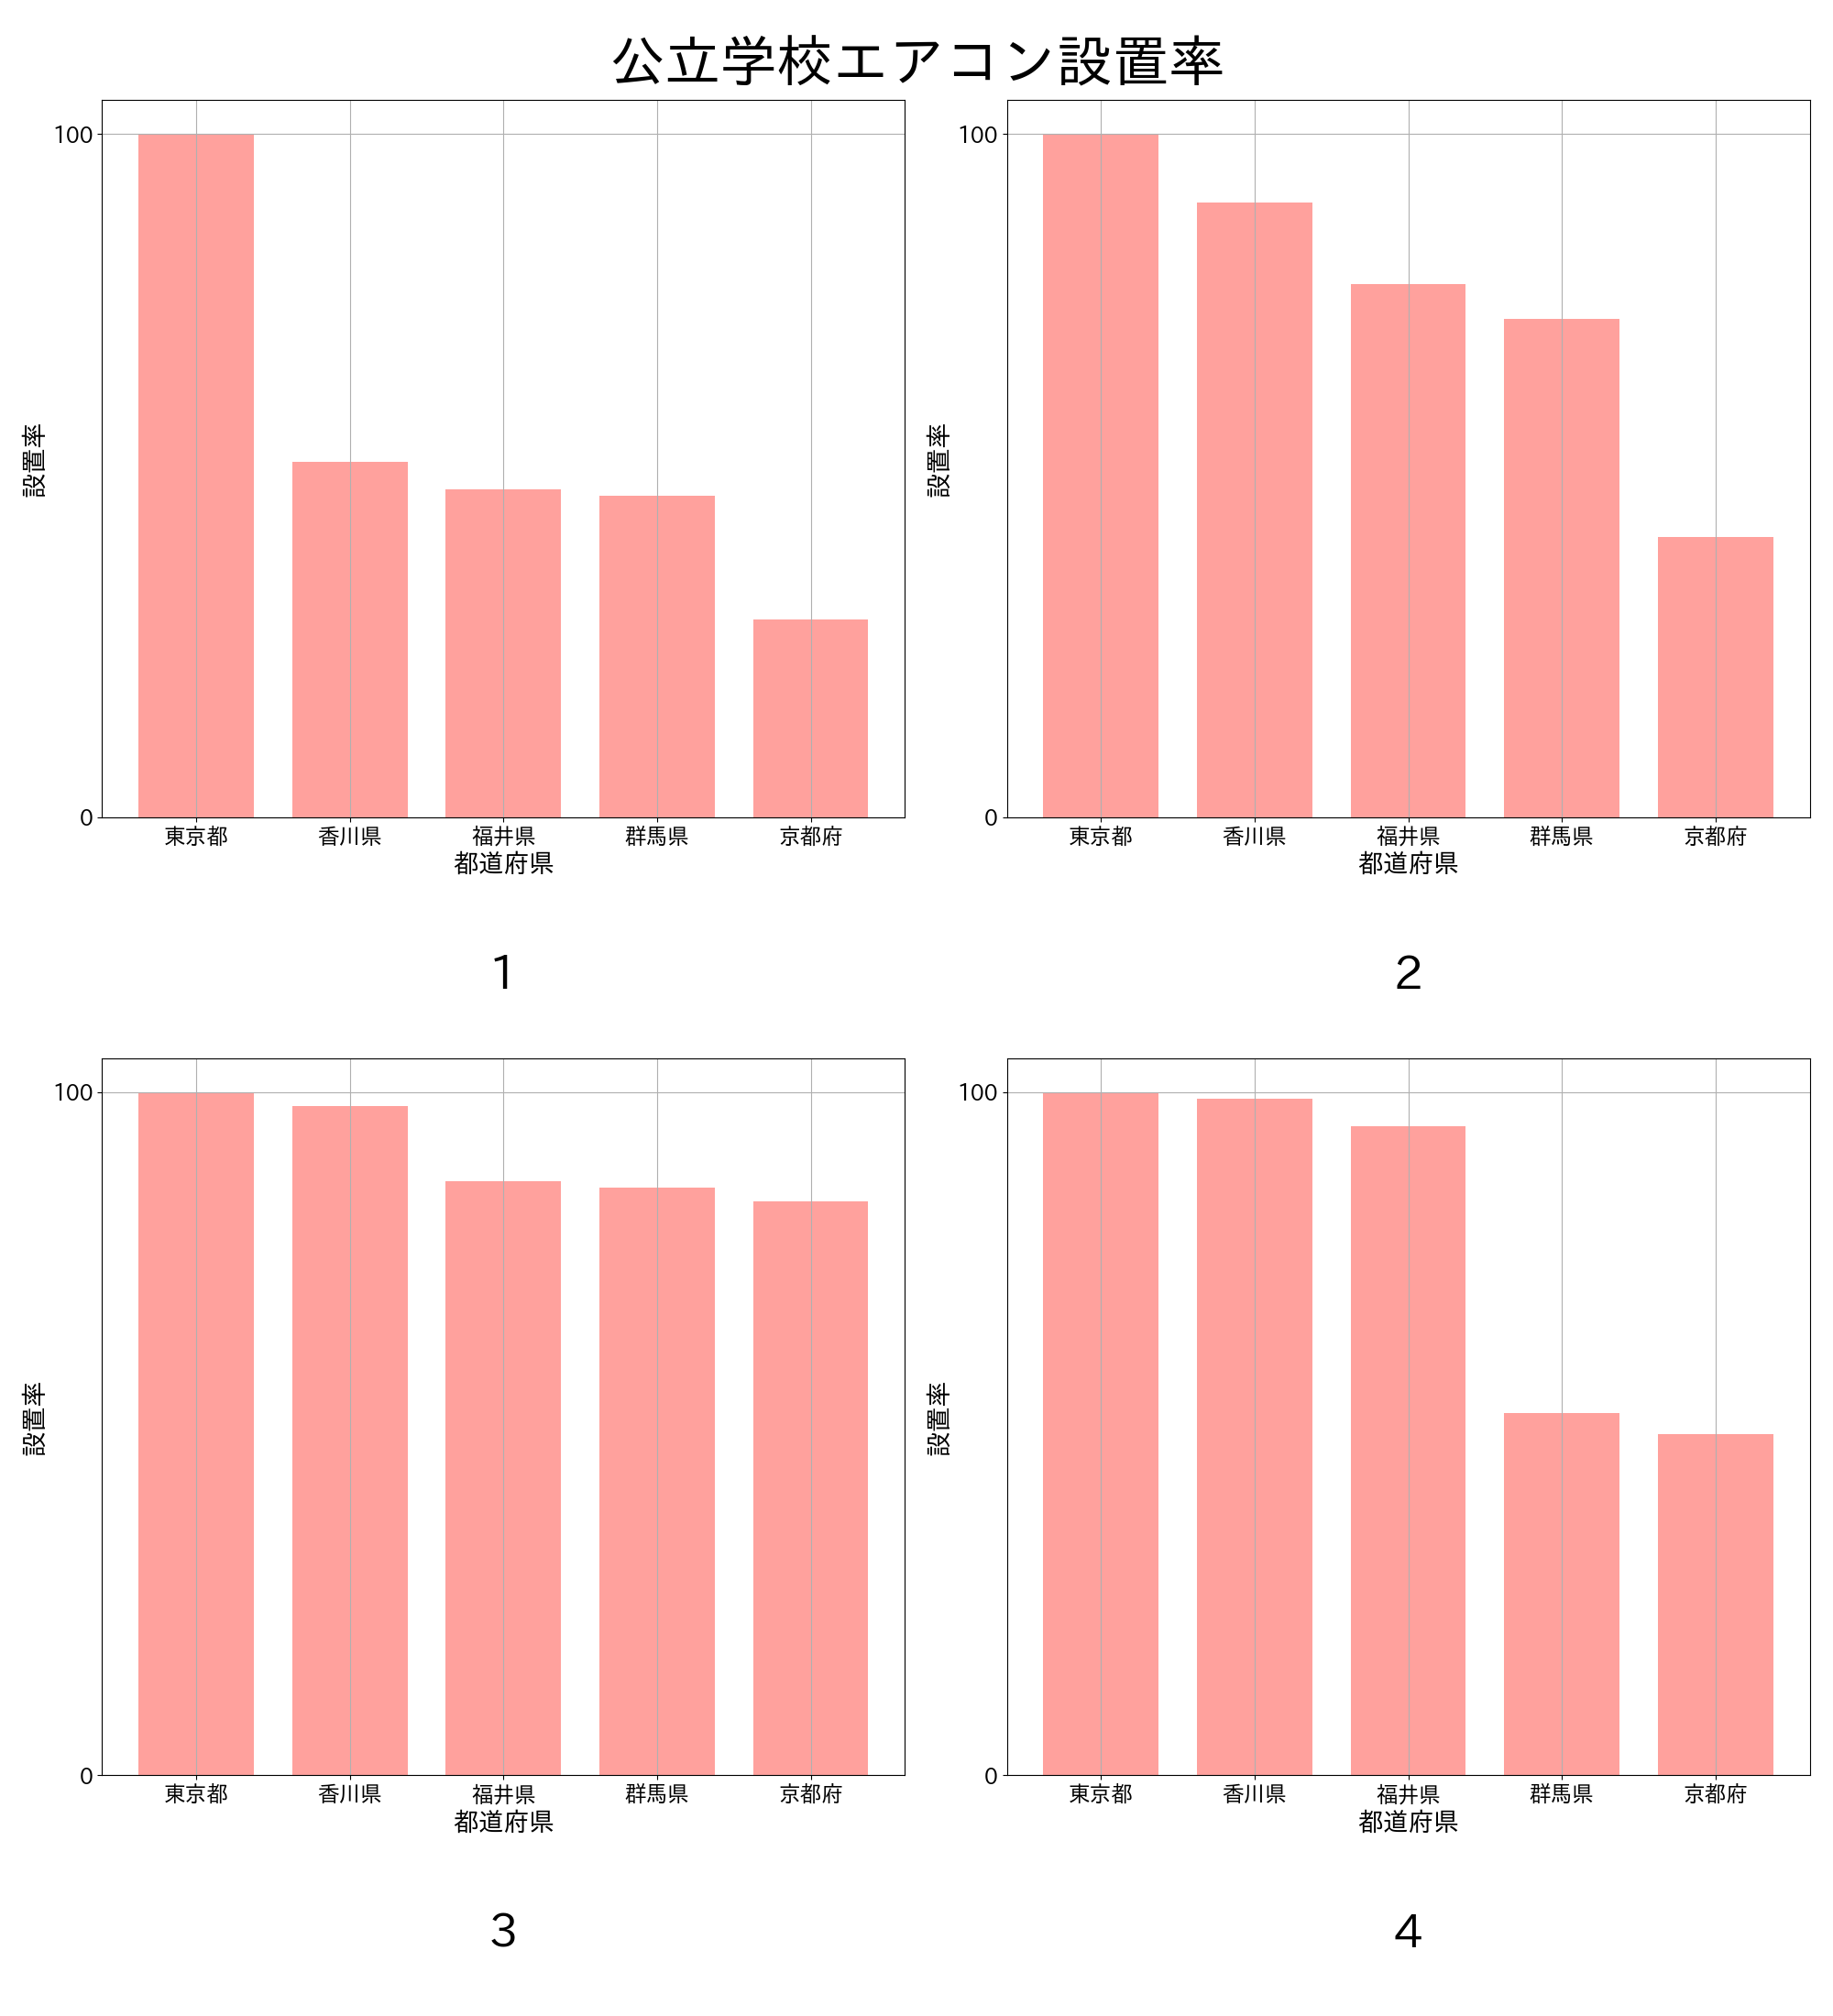 公立学校エアコン設置率
100
0
設置率
東京都 香川県 福井県 群馬県 京都府
都道府県
1
100
0
設置率
東京都 香川県 福井県 群馬県 京都府
都道府県
2
100
0
設置率
東京都 香川県 福井県 群馬県 京都府
都道府県
3
100
0
設置率
東京都 香川県 福井県 群馬県 京都府
都道府県
4